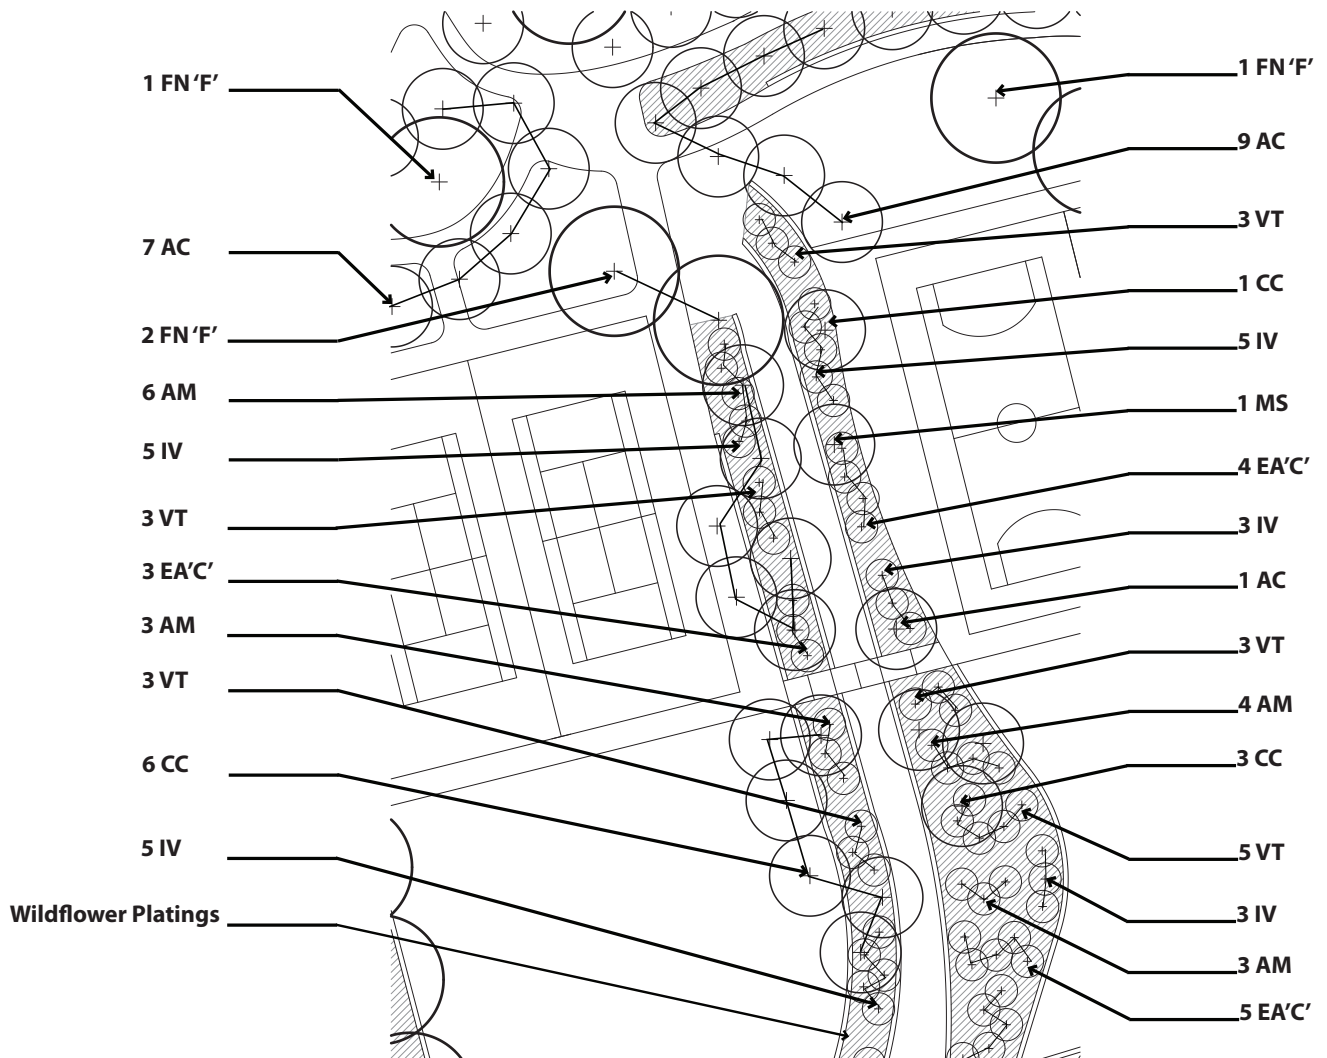 1 FN ‘F’
7 AC
2 FN ‘F’
6 AM
5 IV
3 VT
3 EA’C’
3 AM
3 VT
6 CC
5 IV
Wildflower Platings
1 FN ‘F’
9 AC
3 VT
1 CC
5 IV
1 MS
4 EA’C’
3 IV
1 AC
3 VT
4 AM
3 CC
5 VT
3 IV
3 AM
5 EA’C’